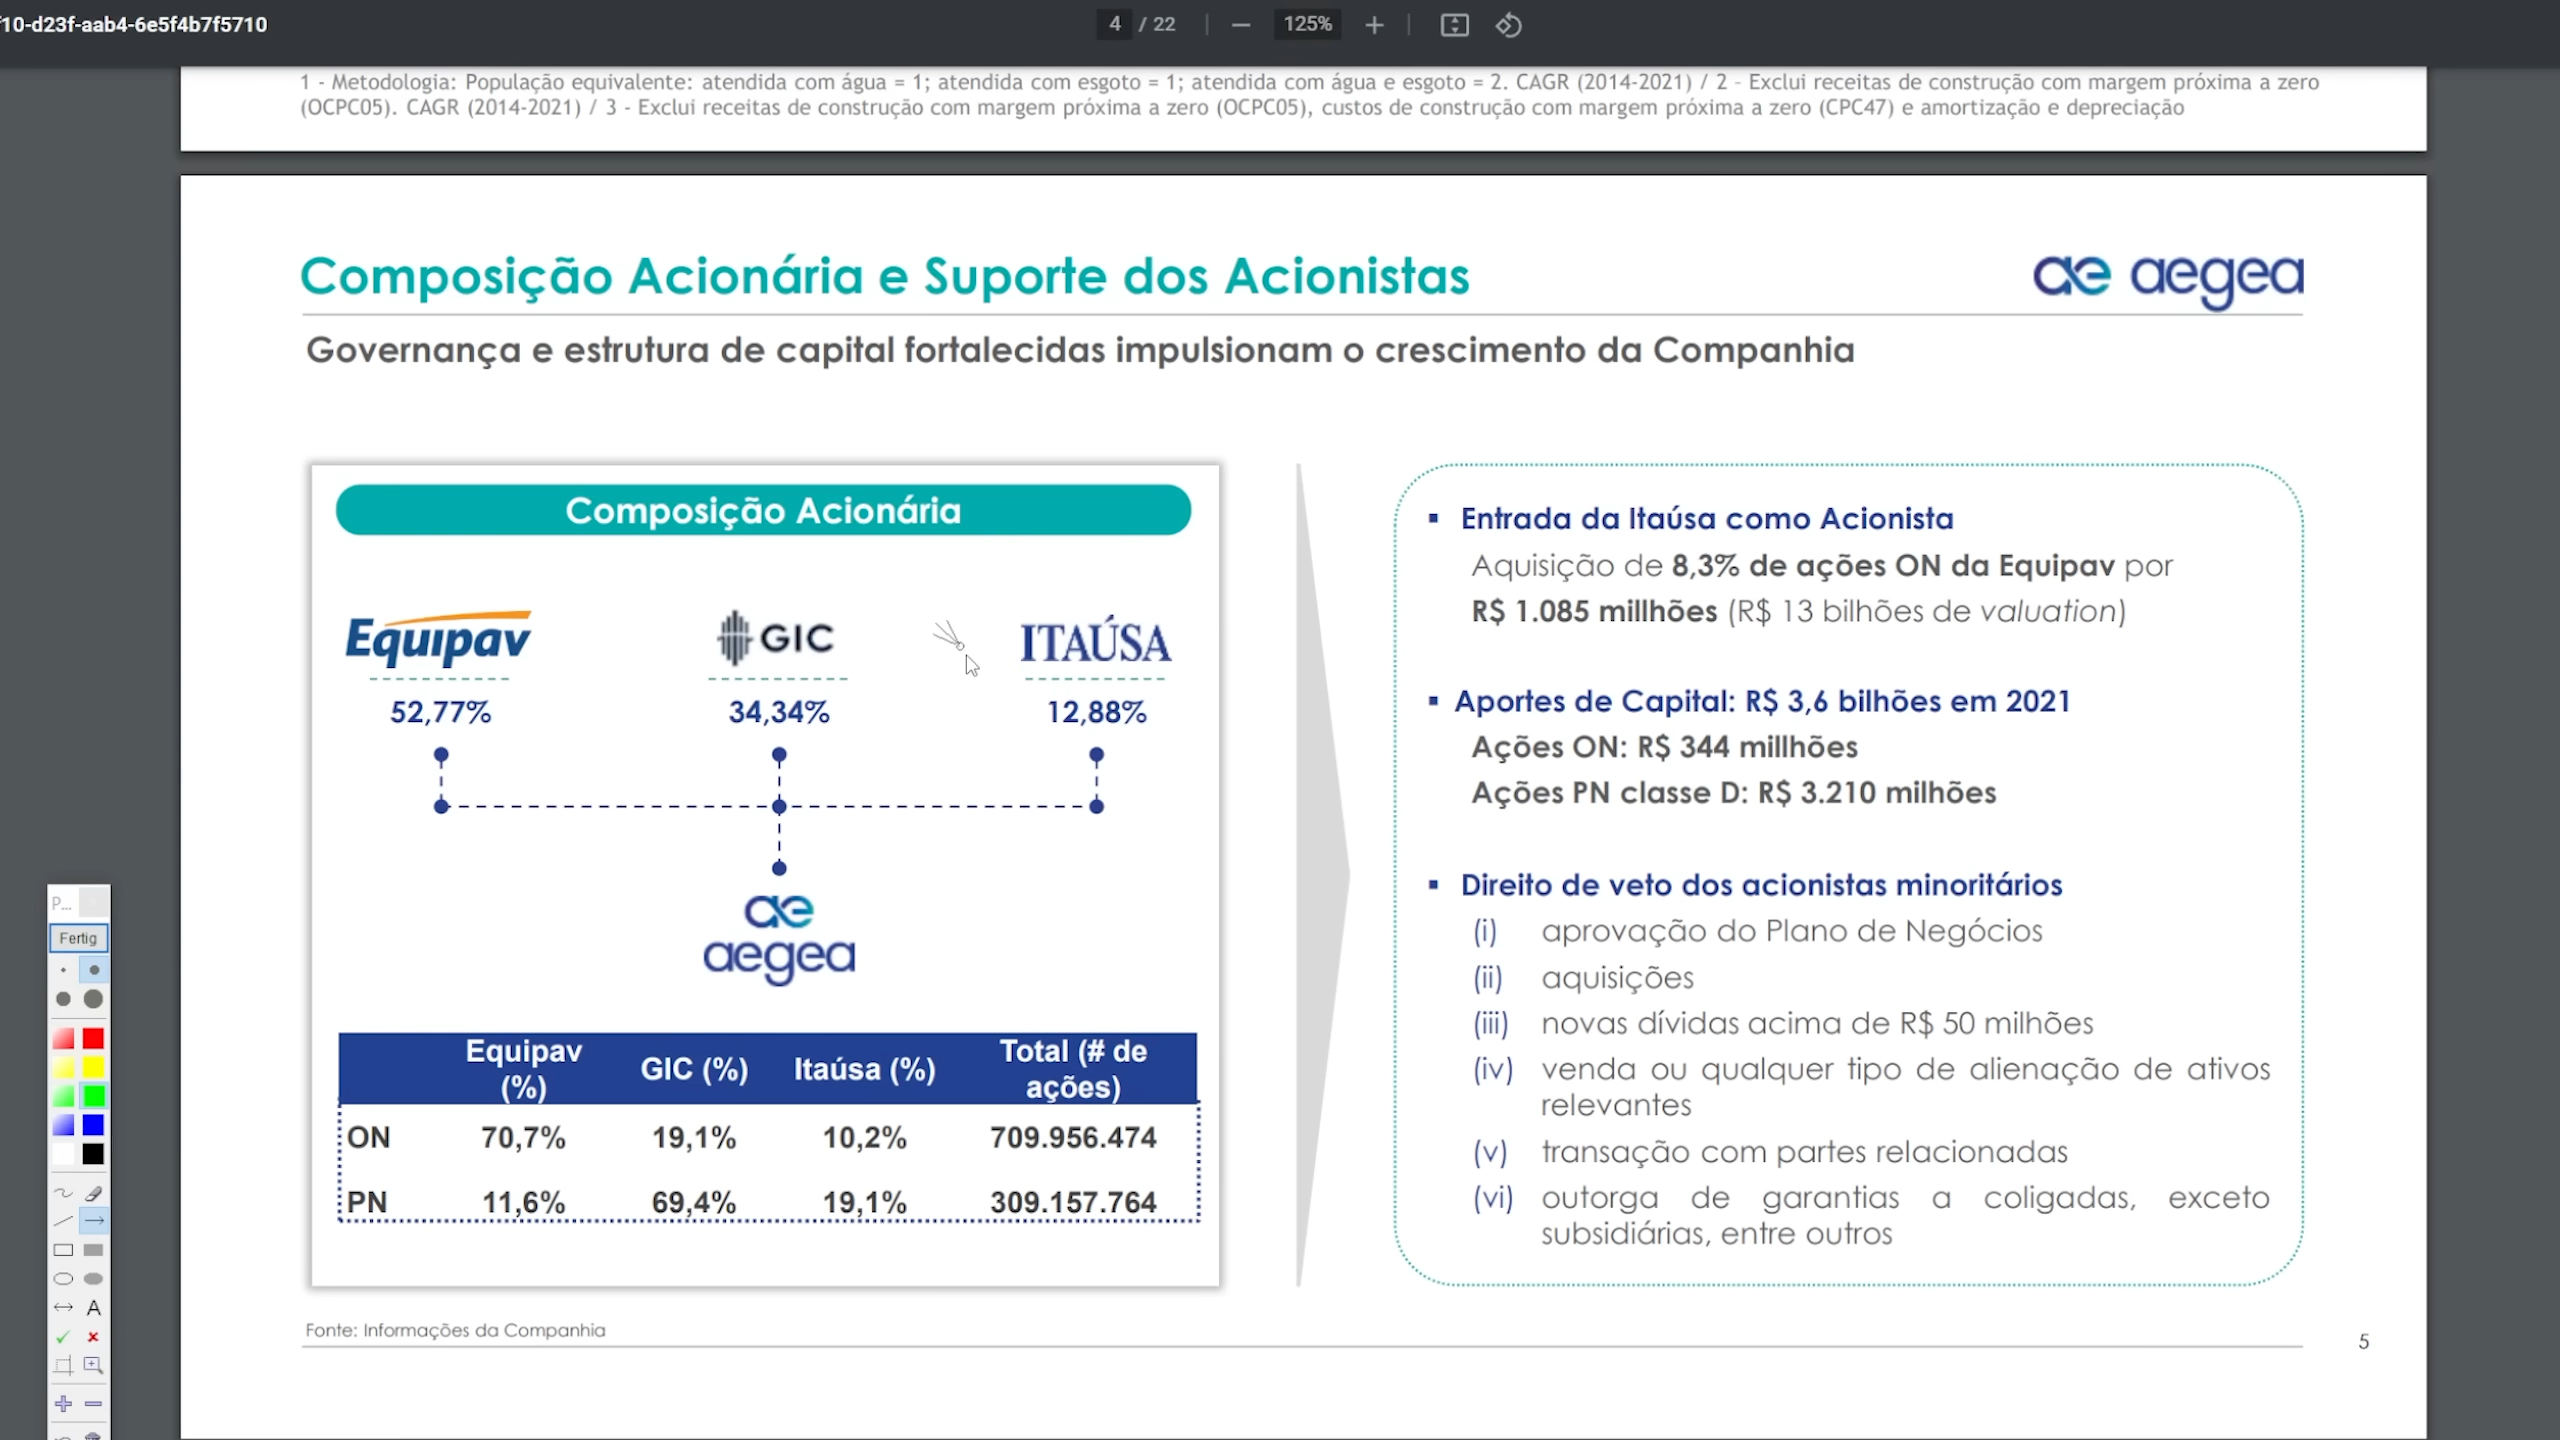 10-d23f-aab4-6e5f4b7f5710
4 / 22
125%
1 - Metodologia: População equivalente: atendida com água = 1; atendida com esgoto = 1; atendida com água e esgoto = 2. CAGR (2014-2021) / 2 - Exclui receitas de construção com margem próxima a zero
(OCPC05). CAGR (2014-2021) / 3 - Exclui receitas de construção com margem próxima a zero (OCPC05), custos de construção com margem próxima a zero (CPC47) e amortização e depreciação
Composição Acionária e Suporte dos Acionistas
ae aegea
Governança e estrutura de capital fortalecidas impulsionam o crescimento da Companhia
Composição Acionária
Equipav
GIC
ITAÚSA
52,77%
34,34%
12,88%
ae
aegea
Equipav (%) GIC (%) Itaúsa (%) Total (# de ações)
ON 70,7% 19,1% 10,2% 709.956.474
PN 11,6% 69,4% 19,1% 309.157.764
▪ Entrada da Itaúsa como Acionista
Aquisição de 8,3% de ações ON da Equipav por
R$ 1.085 millhões (R$ 13 bilhões de valuation)
▪ Aportes de Capital: R$ 3,6 bilhões em 2021
Ações ON: R$ 344 millhões
Ações PN classe D: R$ 3.210 milhões
▪ Direito de veto dos acionistas minoritários
(i) aprovação do Plano de Negócios
(ii) aquisições
(iii) novas dívidas acima de R$ 50 milhões
(iv) venda ou qualquer tipo de alienação de ativos
relevantes
(v) transação com partes relacionadas
(vi) outorga de garantias a coligadas, exceto
subsidiárias, entre outros
Fonte: Informações da Companhia
5
P...
Fertig
A